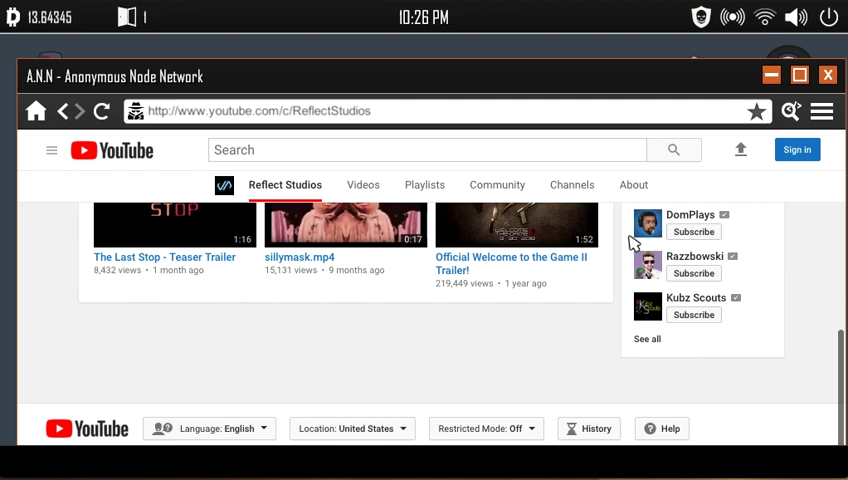 13.64345
1
10:26 PM
A.N.N - Anonymous Node Network
http://www.youtube.com/c/ReflectStudios
YouTube
Search
Sign in
Reflect Studios
Videos
Playlists
Community
Channels
About
STOP
1:16
0:17
1:52
The Last Stop - Teaser Trailer
8,432 views • 1 month ago
sillymask.mp4
15,131 views • 9 months ago
Official Welcome to the Game II
Trailer!
219,449 views • 1 year ago
DomPlays
Subscribe
Razzbowski
Subscribe
Kubz Scouts
Subscribe
See all
YouTube
Language: English
Location: United States
Restricted Mode: Off
History
Help